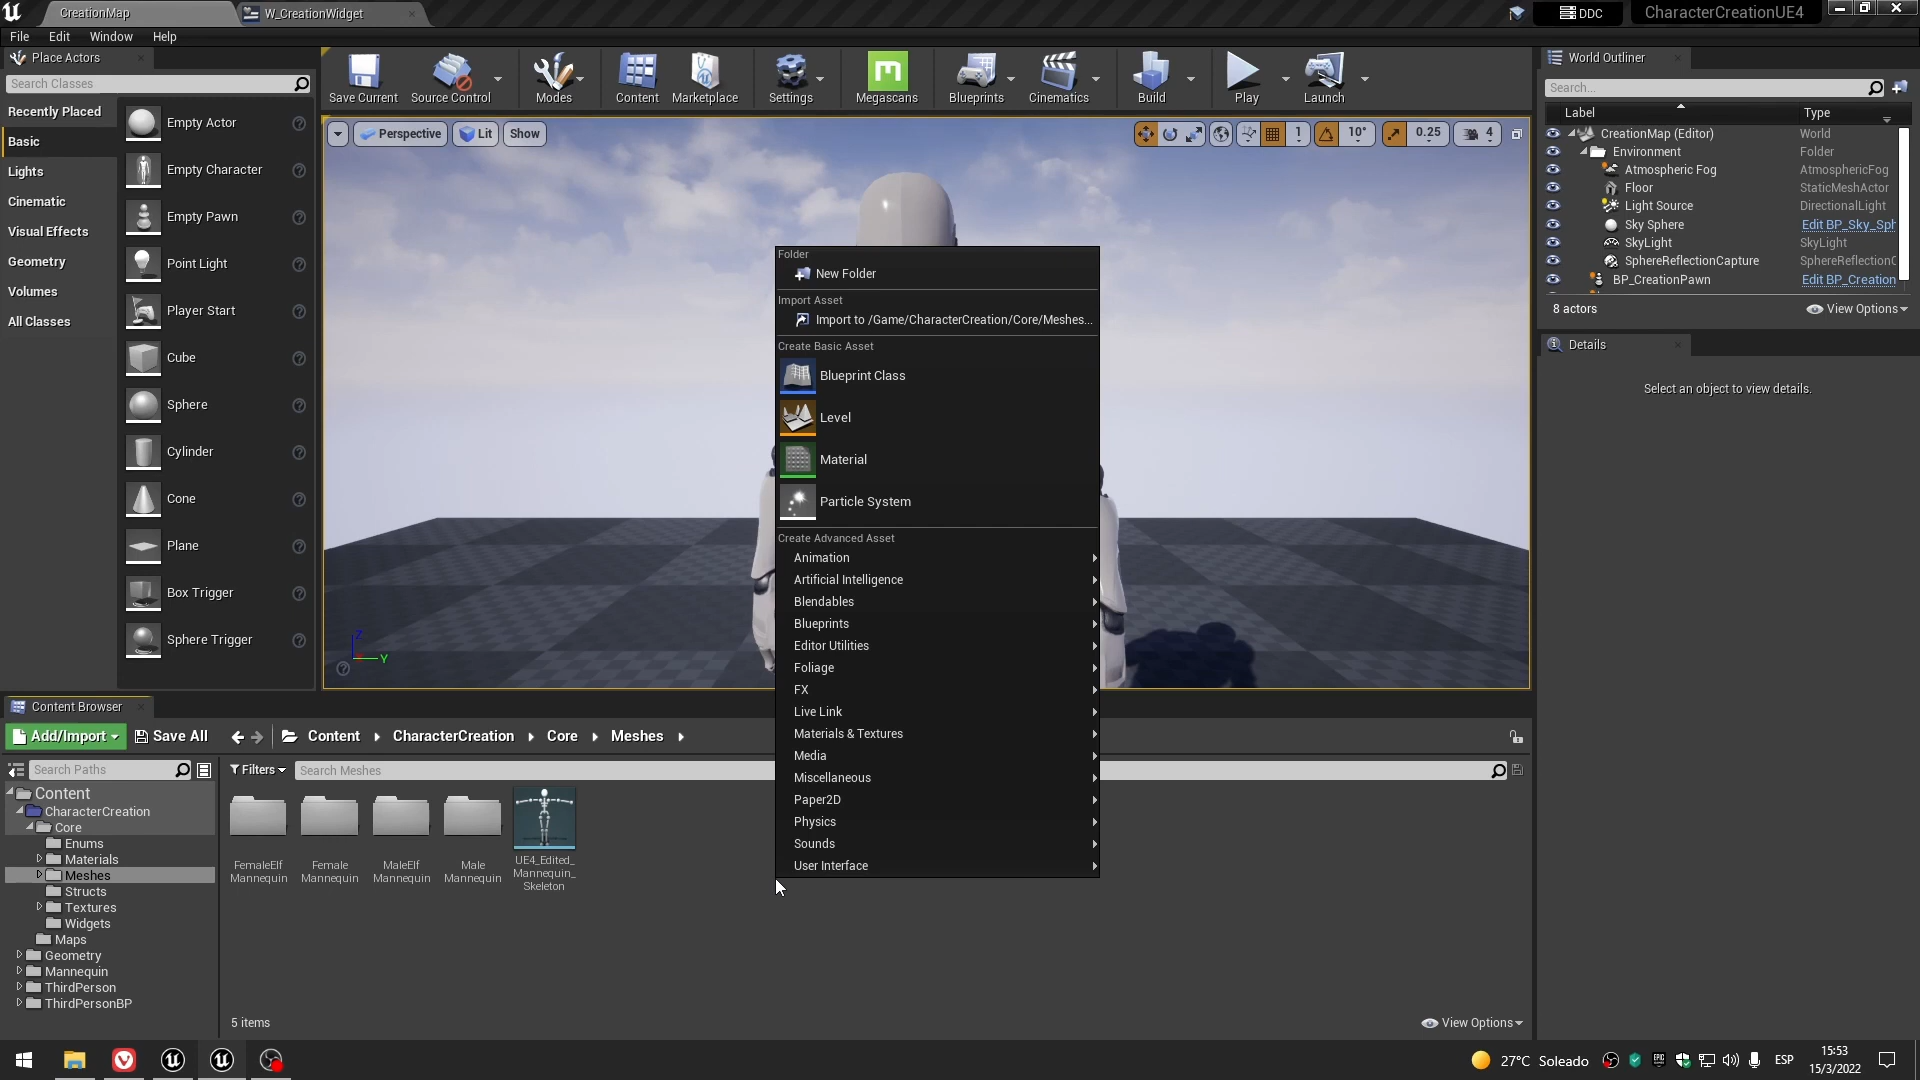 CreationMap
W_CreationWidget
DDC
CharacterCreationUE4
File
Edit
Window
Help
Place Actors
Search Classes
Recently Placed
Basic
Lights
Cinematic
Visual Effects
Geometry
Volumes
All Classes
Empty Actor
Empty Character
Empty Pawn
Point Light
Player Start
Cube
Sphere
Cylinder
Cone
Plane
Box Trigger
Sphere Trigger
Save Current
Source Control
Modes
Content
Marketplace
Settings
Megascans
Blueprints
Cinematics
Build
Play
Launch
Perspective
Lit
Show
1
10°
0.25
4
Z
Y
Folder
New Folder
Import Asset
Import to /Game/CharacterCreation/Core/Meshes...
Create Basic Asset
Blueprint Class
Level
Material
Particle System
Create Advanced Asset
Animation
Artificial Intelligence
Blendables
Blueprints
Editor Utilities
Foliage
FX
Live Link
Materials & Textures
Media
Miscellaneous
Paper2D
Physics
Sounds
User Interface
World Outliner
Search...
Label
Type
CreationMap (Editor)
World
Environment
Folder
Atmospheric Fog
AtmosphericFog
Floor
StaticMeshActor
Light Source
DirectionalLight
Sky Sphere
Edit BP_Sky_Sph
SkyLight
SkyLight
SphereReflectionCapture
SphereReflectionC
BP_CreationPawn
Edit BP_Creation
8 actors
View Options
Details
Select an object to view details.
Content Browser
Add/Import
Save All
Content
CharacterCreation
Core
Meshes
Search Paths
Filters
Search Meshes
Content
CharacterCreation
Core
Enums
Materials
Meshes
Structs
Textures
Widgets
Maps
Geometry
Mannequin
ThirdPerson
ThirdPersonBP
FemaleElf
Mannequin
Female
Mannequin
MaleElf
Mannequin
Male
Mannequin
UE4_Edited_
Mannequin_
Skeleton
5 items
View Options
27°C Soleado
ESP
15:53
15/3/2022